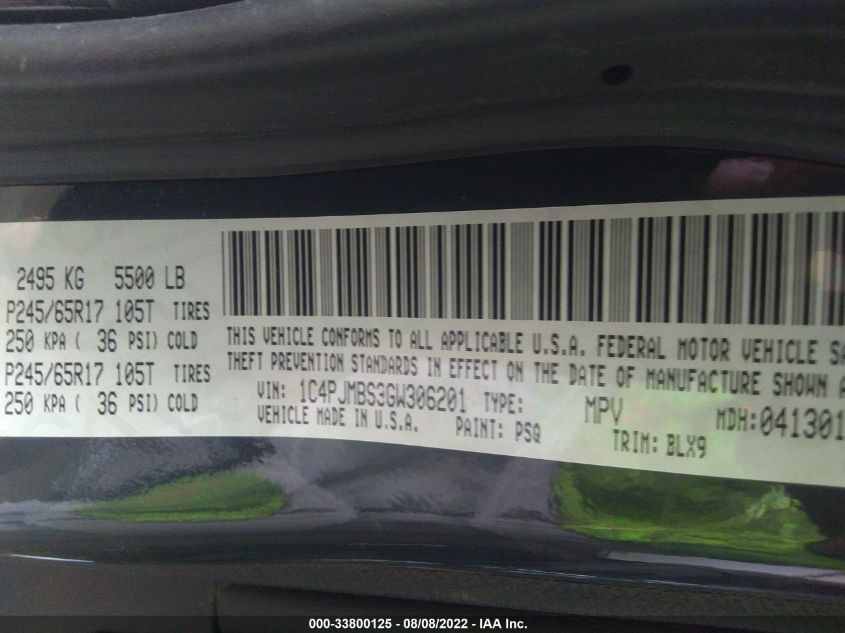 2495 KG 5500 LB
P245/65R17 105T TIRES
250 KPA ( 36 PSI) COLD
P245/65R17 105T TIRES
250 KPA ( 36 PSI) COLD
THIS VEHICLE CONFORMS TO ALL APPLICABLE U.S.A. FEDERAL MOTOR VEHICLE SA
THEFT PREVENTION STANDARDS IN EFFECT ON THE DATE OF MANUFACTURE SHOWN A
VIN: 1C4PJMBS3GW306201 TYPE: MPV MDH: 041301
VEHICLE MADE IN U.S.A. PAINT: PSQ TRIM: BLX9
000-33800125 - 08/08/2022 - IAA Inc.